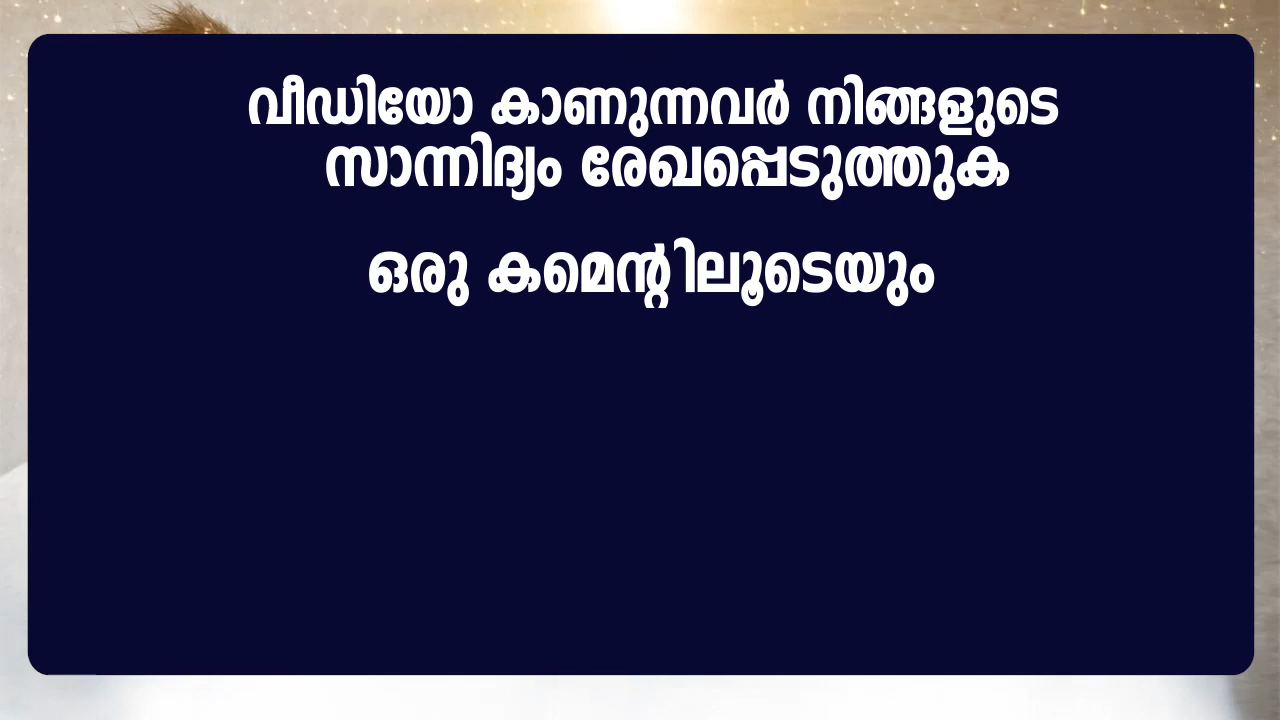 വീഡിയോ കാണുന്നവർ നിങ്ങളുടെ
സാന്നിദ്യം രേഖപ്പെടുത്തുക
ഒരു കമെന്റിലൂടെയും